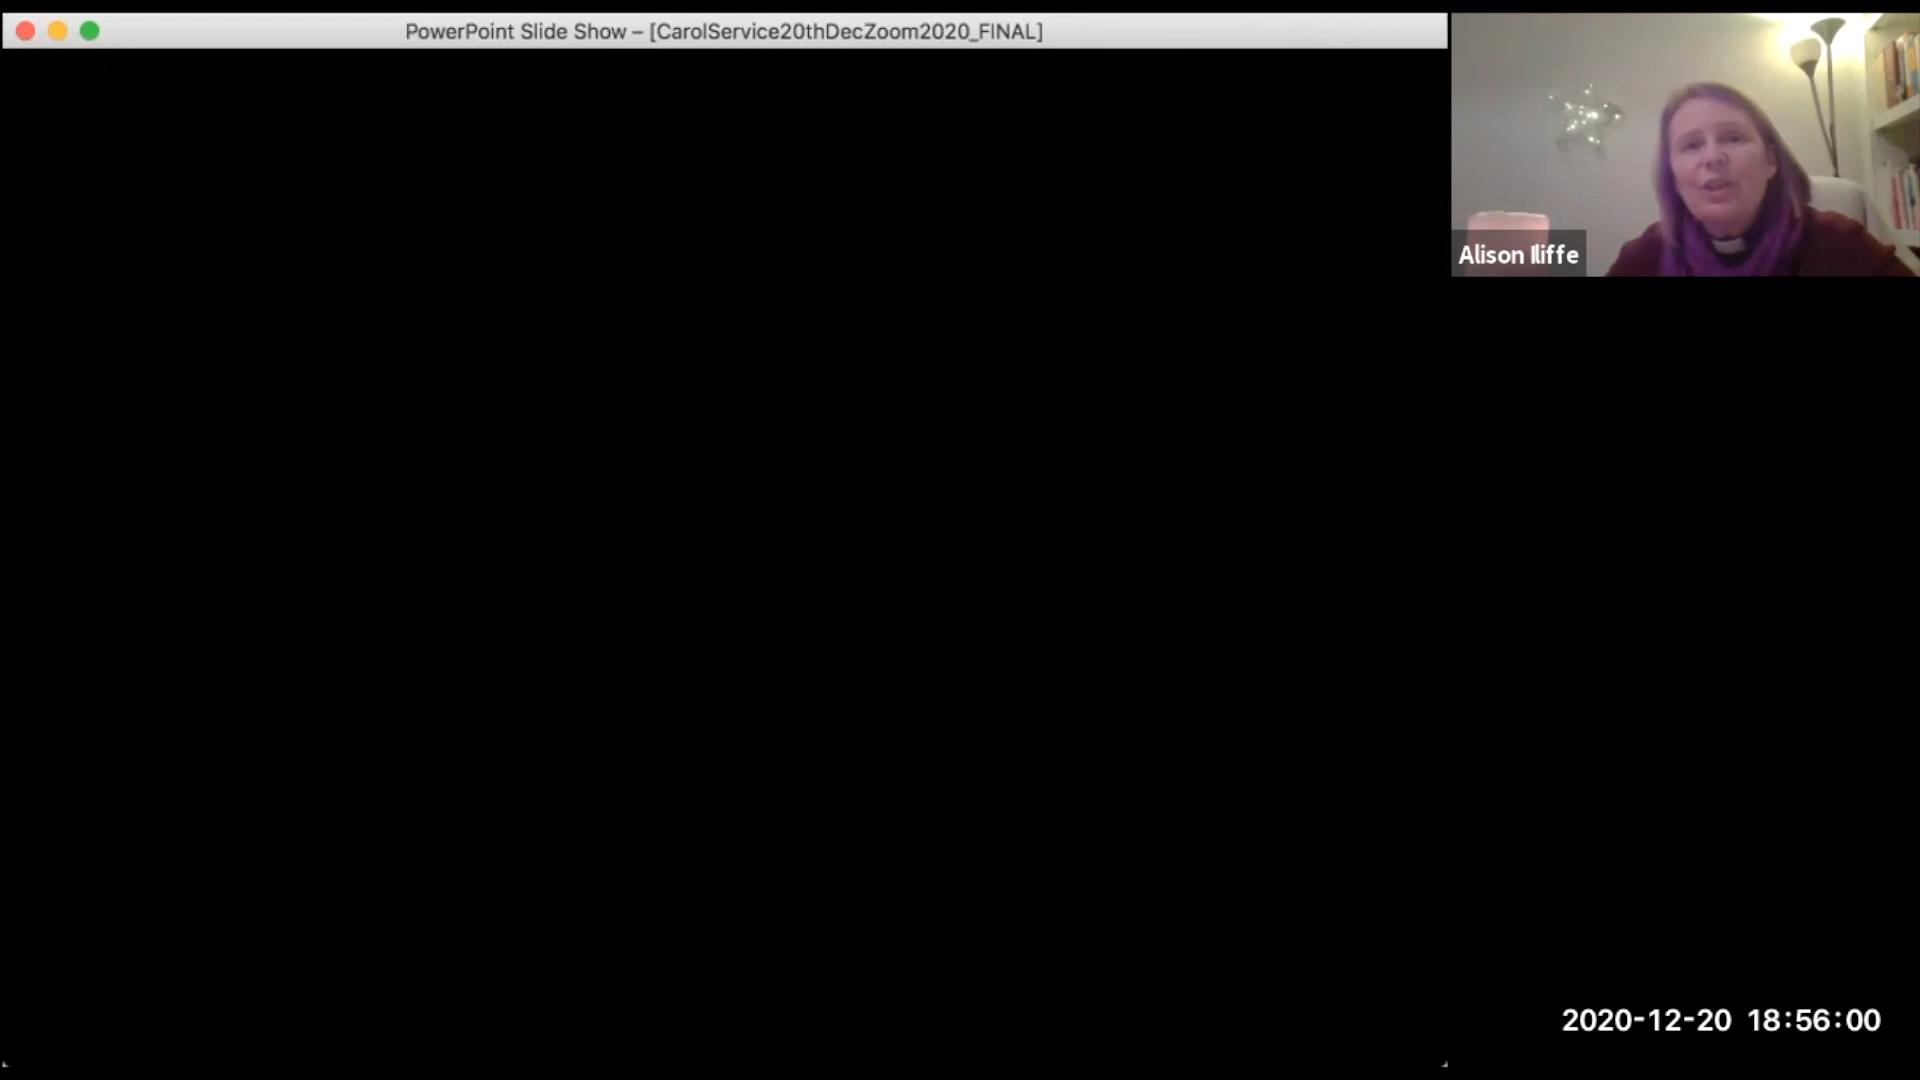 PowerPoint Slide Show – [CarolService20thDecZoom2020_FINAL]
Alison Iliffe
2020-12-20 18:56:00